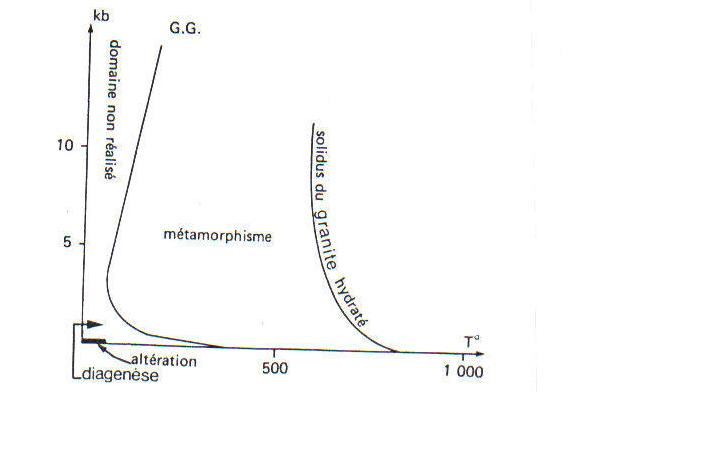 kb
G.G.
domaine non réalisé
10
solidus du granite hydraté
métamorphisme
5
T°
altération
diagenèse
500
1 000